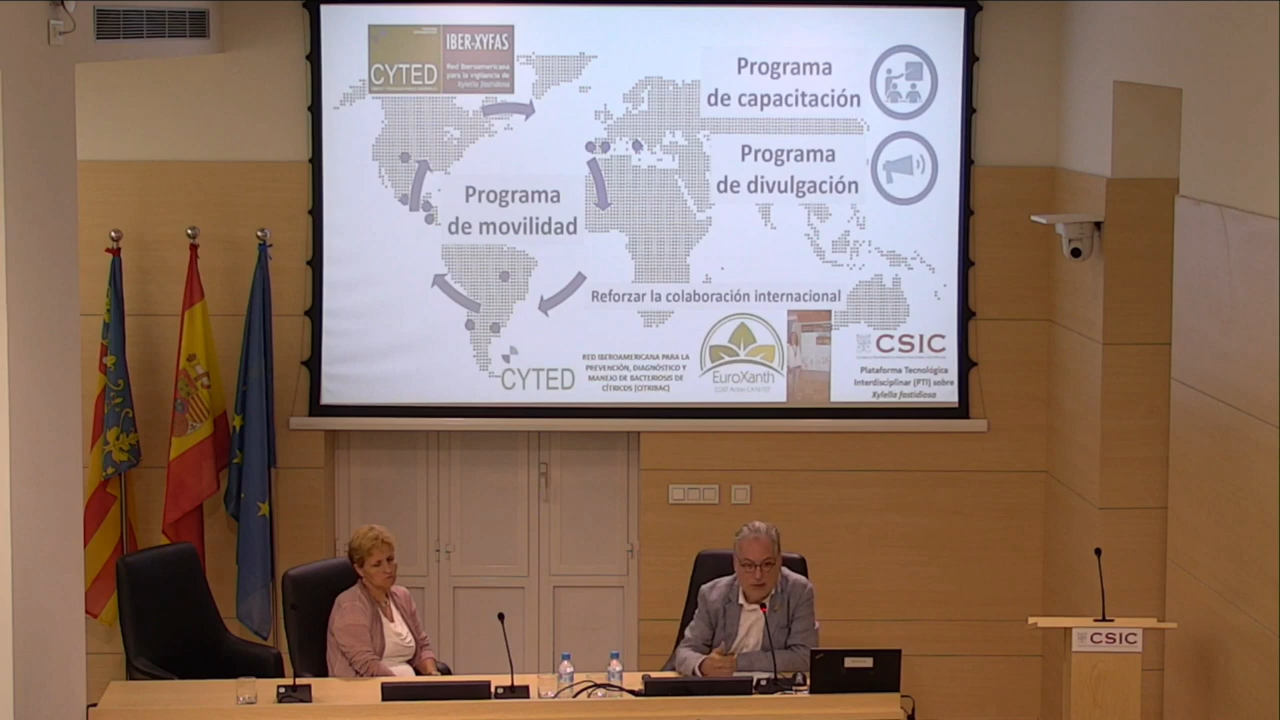 CYTED
IBER-XYFAS
Red Iberoamericana
para la vigilancia de
Xylella fastidiosa
Programa
de capacitación
Programa
de divulgación
Programa
de movilidad
Reforzar la colaboración internacional
CYTED
RED IBEROAMERICANA PARA LA
PREVENCIÓN, DIAGNÓSTICO Y
MANEJO DE BACTERIOSIS DE
CÍTRICOS (CITRIBAC)
EuroXanth
CSIC
Plataforma Tecnológica
Interdisciplinar (PTI) sobre
Xylella fastidiosa
CSIC